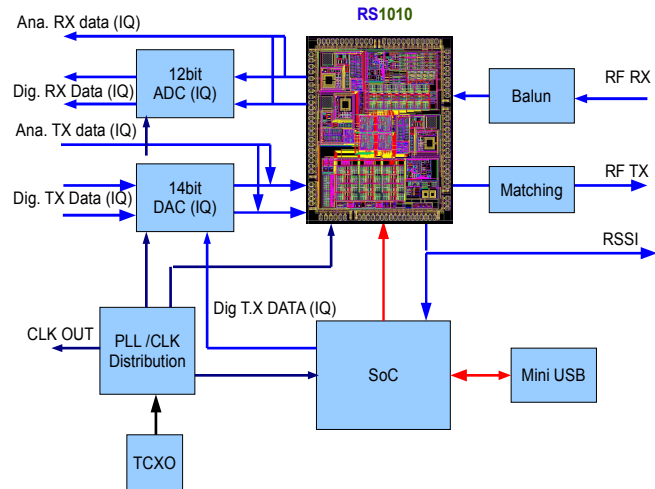 RS1010
Ana. RX data (IQ)
12bit
ADC (IQ)
Dig. RX Data (IQ)
Balun
RF RX
Ana. TX data (IQ)
14bit
DAC (IQ)
Dig. TX Data (IQ)
Matching
RF TX
RSSI
Dig T.X DATA (IQ)
CLK OUT
PLL /CLK
Distribution
SoC
Mini USB
TCXO